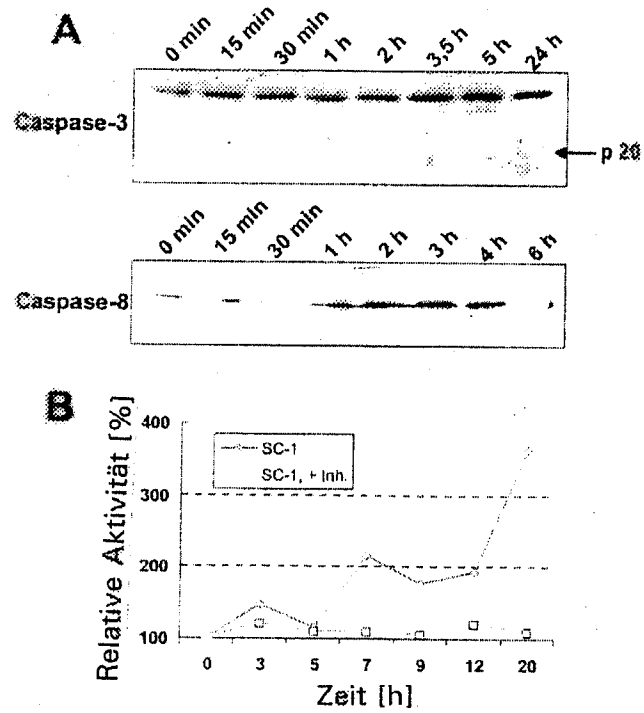 A
0 min 15 min 30 min 1 h 2 h 3,5 h 5 h 24 h
Caspase-3
p 20
0 min 15 min 30 min 1 h 2 h 3 h 4 h 6 h
Caspase-8
B
Relative Aktivität [%]
400
300
200
100
SC-1
SC-1, + Inh.
0 3 5 7 9 12 20
Zeit [h]